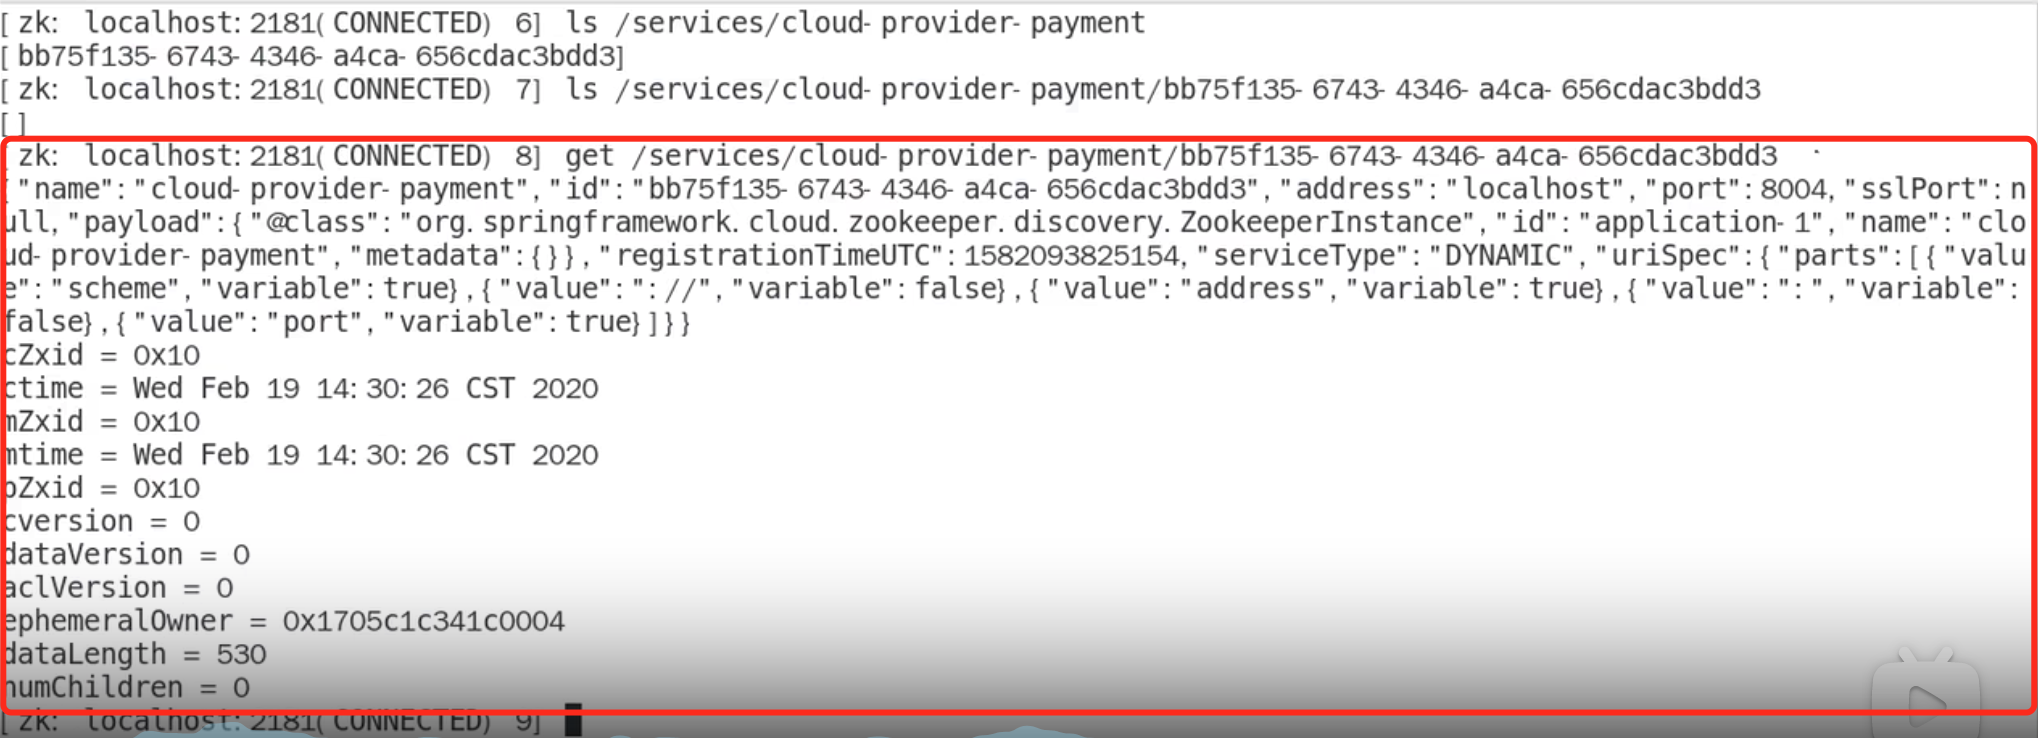 [zk: localhost:2181(CONNECTED) 6] ls /services/cloud-provider-payment
[bb75f135-6743-4346-a4ca-656cdac3bdd3]
[zk: localhost:2181(CONNECTED) 7] ls /services/cloud-provider-payment/bb75f135-6743-4346-a4ca-656cdac3bdd3
[]
[zk: localhost:2181(CONNECTED) 8] get /services/cloud-provider-payment/bb75f135-6743-4346-a4ca-656cdac3bdd3
{"name":"cloud-provider-payment","id":"bb75f135-6743-4346-a4ca-656cdac3bdd3","address":"localhost","port":8004,"sslPort":n
ull,"payload":{"@class":"org.springframework.cloud.zookeeper.discovery.ZookeeperInstance","id":"application-1","name":"clo
ud-provider-payment","metadata":{}},"registrationTimeUTC":1582093825154,"serviceType":"DYNAMIC","uriSpec":{"parts":[{"valu
e":"scheme","variable":true},{"value":"://","variable":false},{"value":"address","variable":true},{"value":":","variable":
false},{"value":"port","variable":true}]}}
cZxid = 0x10
ctime = Wed Feb 19 14:30:26 CST 2020
mZxid = 0x10
mtime = Wed Feb 19 14:30:26 CST 2020
pZxid = 0x10
cversion = 0
dataVersion = 0
aclVersion = 0
ephemeralOwner = 0x1705c1c341c0004
dataLength = 530
numChildren = 0
[zk: localhost:2181(CONNECTED) 9]